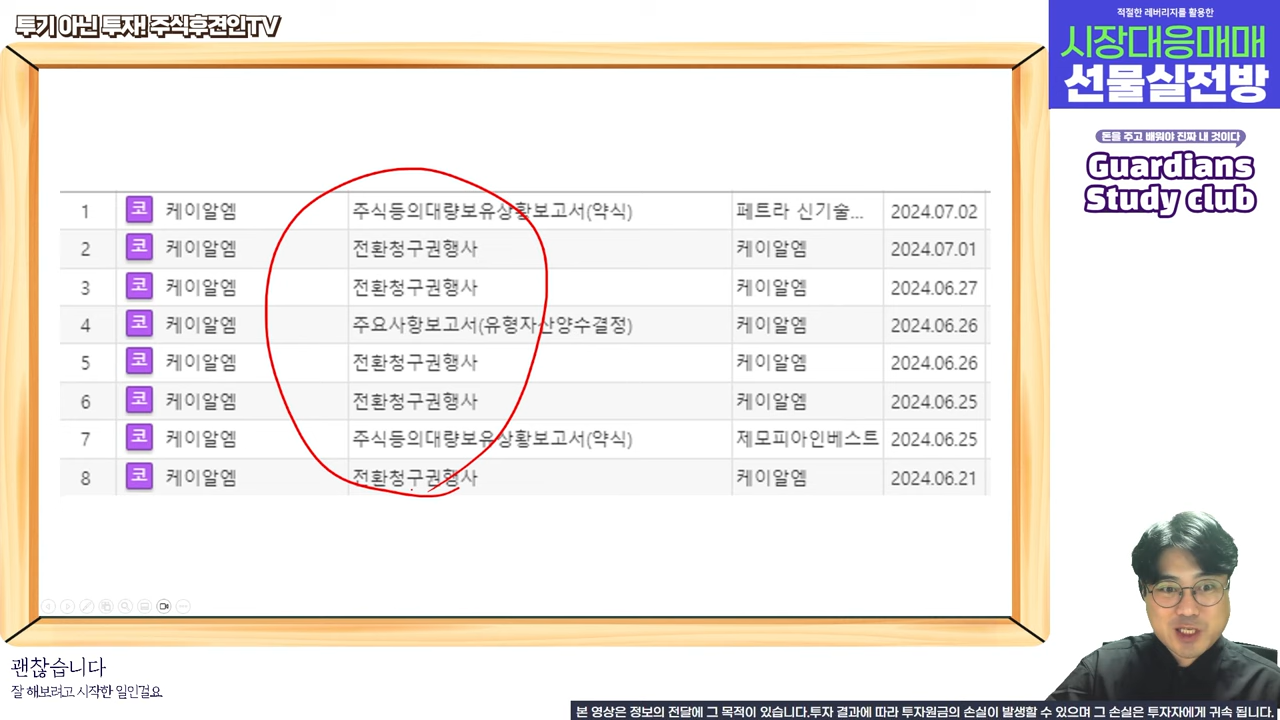 투기 아닌 투재! 주식후견인TV
적절한 레버리지를 활용한
시장대응매매
선물실전방
돈을 주고 배워야 진짜 내 것이다
Guardians
Study club
1 코 케이알엠 주식등의대량보유상황보고서(약식) 페트라 신기술... 2024.07.02
2 코 케이알엠 전환청구권행사 케이알엠 2024.07.01
3 코 케이알엠 전환청구권행사 케이알엠 2024.06.27
4 코 케이알엠 주요사항보고서(유형자산양수결정) 케이알엠 2024.06.26
5 코 케이알엠 전환청구권행사 케이알엠 2024.06.26
6 코 케이알엠 전환청구권행사 케이알엠 2024.06.25
7 코 케이알엠 주식등의대량보유상황보고서(약식) 제모피아인베스트 2024.06.25
8 코 케이알엠 전환청구권행사 케이알엠 2024.06.21
괜찮습니다
잘 해보려고 시작한 일인걸요
본 영상은 정보의 전달에 그 목적이 있습니다.투자 결과에 따라 투자원금의 손실이 발생할 수 있으며 그 손실은 투자자에게 귀속 됩니다.